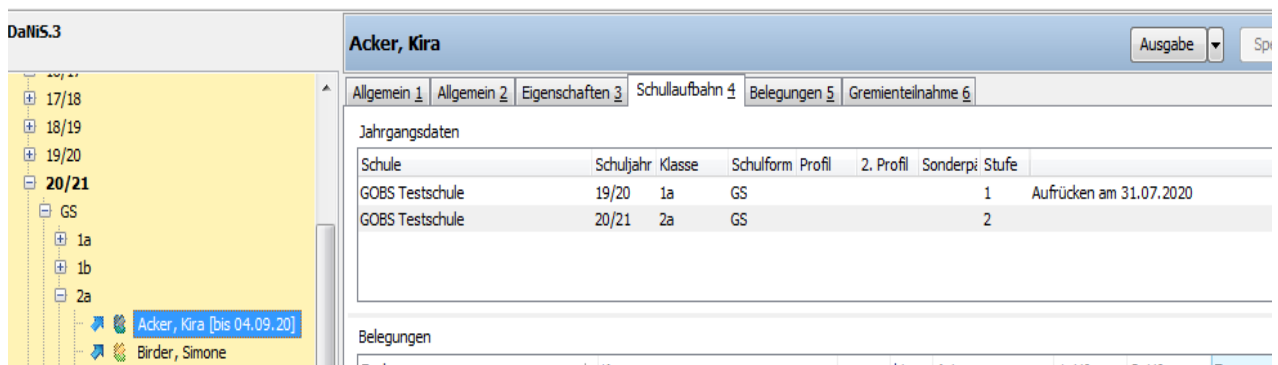 DaNiS.3
17/18
18/19
19/20
20/21
GS
1a
1b
2a
Acker, Kira [bis 04.09.20]
Birder, Simone
Acker, Kira
Ausgabe
Allgemein 1 Allgemein 2 Eigenschaften 3 Schullaufbahn 4 Belegungen 5 Gremienteilnahme 6
Jahrgangsdaten
Schule Schuljahr Klasse Schulform Profil 2. Profil Sonderpä Stufe
GOBS Testschule 19/20 1a GS 1 Aufrücken am 31.07.2020
GOBS Testschule 20/21 2a GS 2
Belegungen